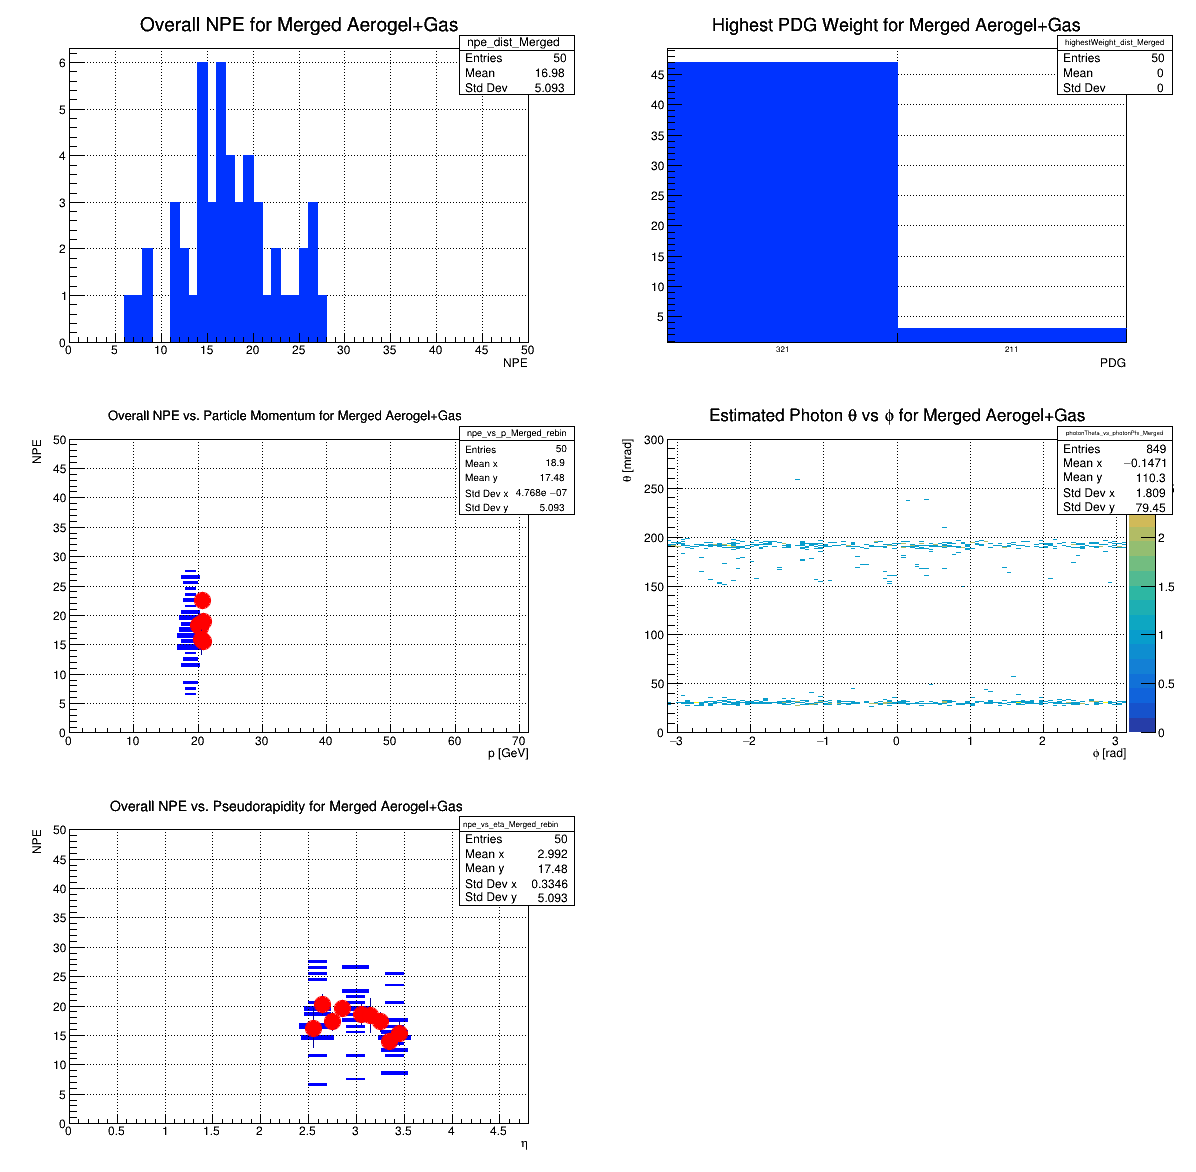 Overall NPE for Merged Aerogel+Gas
npe_dist_Merged
Entries 50
Mean 16.98
Std Dev 5.093
6
5
4
3
2
1
0
0 5 10 15 20 25 30 35 40 45 50
NPE
Highest PDG Weight for Merged Aerogel+Gas
highestWeight_dist_Merged
Entries 50
Mean 0
Std Dev 0
45
40
35
30
25
20
15
10
5
321 211
PDG
Overall NPE vs. Particle Momentum for Merged Aerogel+Gas
npe_vs_p_Merged_rebin
Entries 50
Mean x 18.9
Mean y 17.48
Std Dev x 4.768e −07
Std Dev y 5.093
NPE
50
45
40
35
30
25
20
15
10
5
0
0 10 20 30 40 50 60 70
p [GeV]
Estimated Photon θ vs ϕ for Merged Aerogel+Gas
photonTheta_vs_photonPhi_Merged
Entries 849
Mean x −0.1471
Mean y 110.3
Std Dev x 1.809
Std Dev y 79.45
θ [mrad]
300
250
200
150
100
50
0
−3 −2 −1 0 1 2 3
ϕ [rad]
2
1.5
1
0.5
0
Overall NPE vs. Pseudorapidity for Merged Aerogel+Gas
npe_vs_eta_Merged_rebin
Entries 50
Mean x 2.992
Mean y 17.48
Std Dev x 0.3346
Std Dev y 5.093
NPE
50
45
40
35
30
25
20
15
10
5
0
0 0.5 1 1.5 2 2.5 3 3.5 4 4.5
η